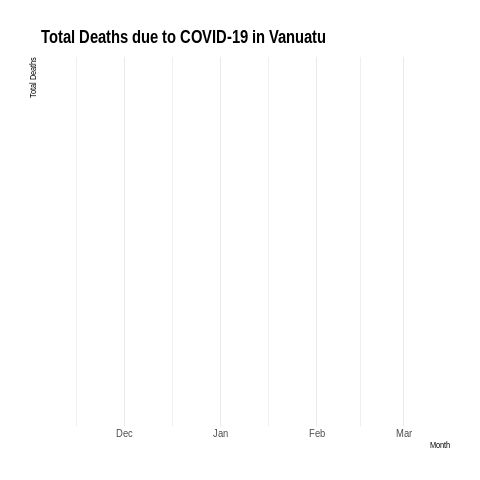 Total Deaths due to COVID-19 in Vanuatu
Total Deaths
Dec Jan Feb Mar
Month